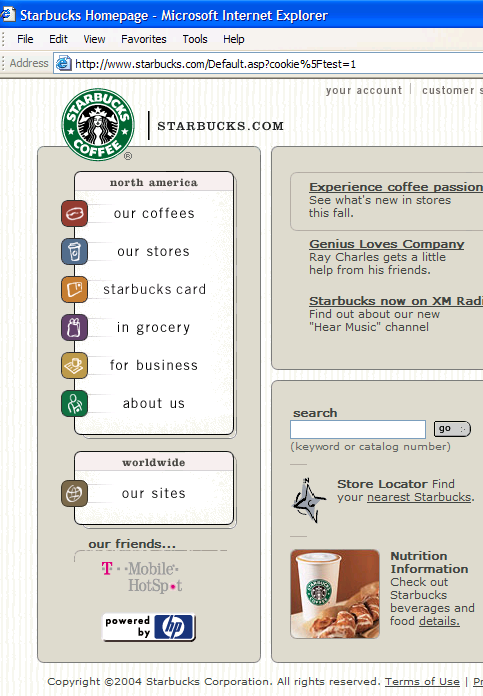 Starbucks Homepage - Microsoft Internet Explorer
File Edit View Favorites Tools Help
Address http://www.starbucks.com/Default.asp?cookie%5Ftest=1
your account | customer s
STARBUCKS COFFEE
®
STARBUCKS.COM
north america
our coffees
our stores
starbucks card
in grocery
for business
about us
worldwide
our sites
our friends...
T · · Mobile·
HotSpot
powered
by
hp
Experience coffee passion
See what's new in stores
this fall.
Genius Loves Company
Ray Charles gets a little
help from his friends.
Starbucks now on XM Radi
Find out about our new
"Hear Music" channel
search
go
(keyword or catalog number)
Store Locator Find
your nearest Starbucks.
Nutrition
Information
Check out
Starbucks
beverages and
food details.
Copyright ©2004 Starbucks Corporation. All rights reserved. Terms of Use | Pr